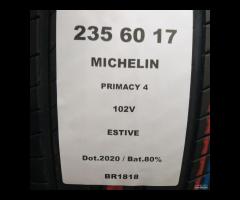 235 60 17
MICHELIN
PRIMACY 4
102V
ESTIVE
Dot.2020 / Bat.80%
BR1818